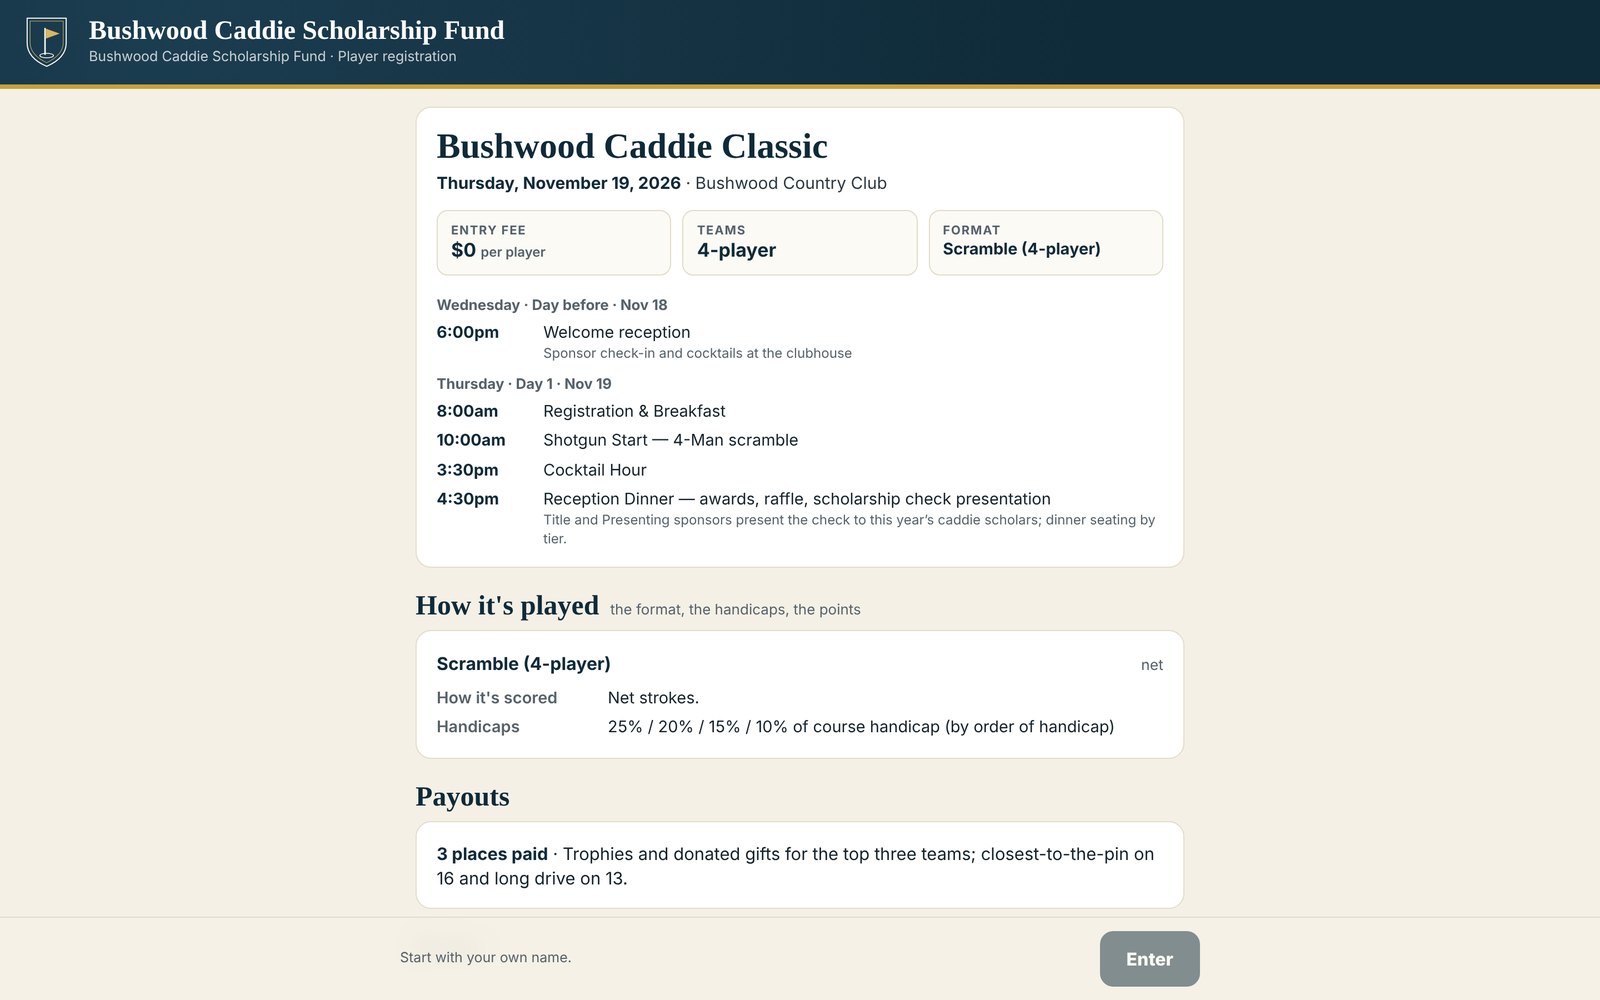 Bushwood Caddie Scholarship Fund
Bushwood Caddie Scholarship Fund · Player registration
Bushwood Caddie Classic
Thursday, November 19, 2026 · Bushwood Country Club
ENTRY FEE
$0 per player
TEAMS
4-player
FORMAT
Scramble (4-player)
Wednesday · Day before · Nov 18
6:00pm Welcome reception
Sponsor check-in and cocktails at the clubhouse
Thursday · Day 1 · Nov 19
8:00am Registration & Breakfast
10:00am Shotgun Start — 4-Man scramble
3:30pm Cocktail Hour
4:30pm Reception Dinner — awards, raffle, scholarship check presentation
Title and Presenting sponsors present the check to this year’s caddie scholars; dinner seating by
tier.
How it's played the format, the handicaps, the points
Scramble (4-player) net
How it's scored Net strokes.
Handicaps 25% / 20% / 15% / 10% of course handicap (by order of handicap)
Payouts
3 places paid · Trophies and donated gifts for the top three teams; closest-to-the-pin on
16 and long drive on 13.
Start with your own name.
Enter